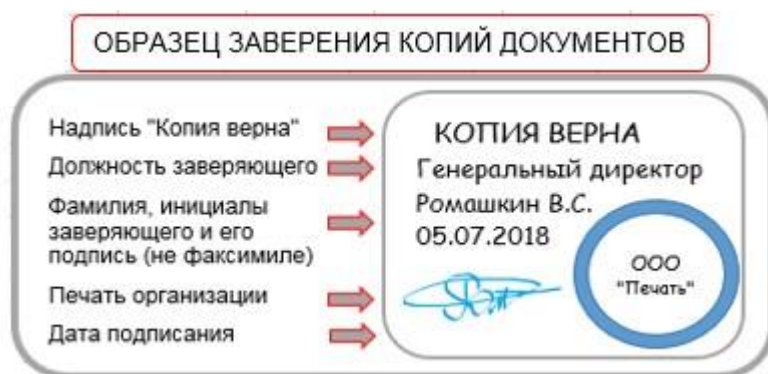 ОБРАЗЕЦ ЗАВЕРЕНИЯ КОПИЙ ДОКУМЕНТОВ
Надпись "Копия верна"
Должность заверяющего
Фамилия, инициалы
заверяющего и его
подпись (не факсимиле)
Печать организации
Дата подписания
КОПИЯ ВЕРНА
Генеральный директор
Ромашкин В.С.
05.07.2018
ООО
"Печать"